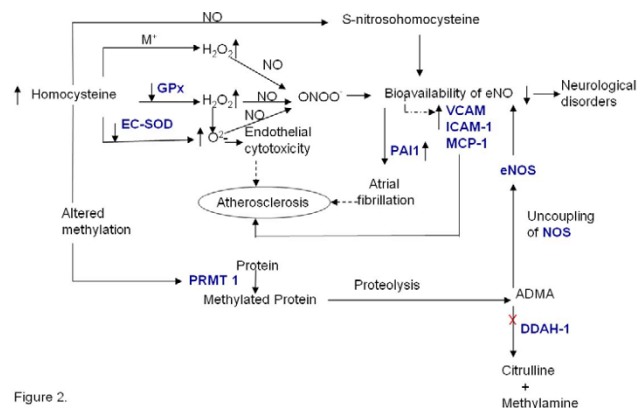 NO
S-nitrosohomocysteine
M+
H2O2
NO
Homocysteine
GPx
H2O2
NO
ONOO-
Bioavailability of eNO
Neurological
disorders
EC-SOD
O2-
NO
Endothelial
cytotoxicity
VCAM
ICAM-1
MCP-1
PAI1
eNOS
Atherosclerosis
Atrial
fibrillation
Altered
methylation
Uncoupling
of NOS
PRMT 1
Protein
Methylated Protein
Proteolysis
ADMA
X
DDAH-1
Citrulline
+
Methylamine
Figure 2.